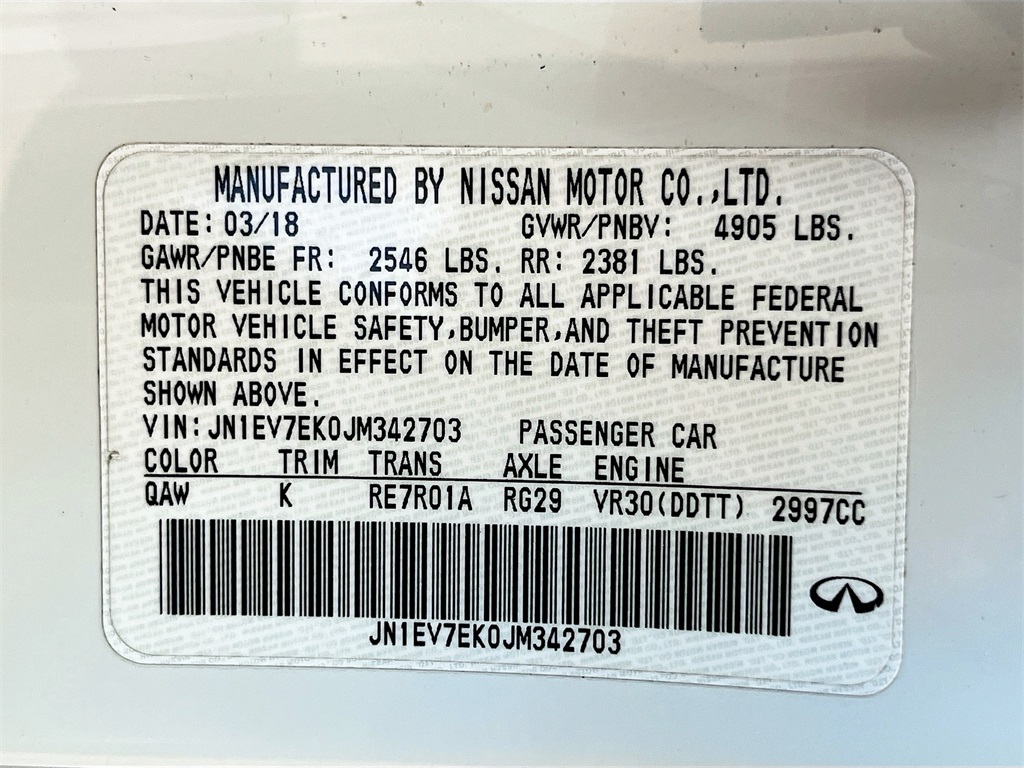 MANUFACTURED BY NISSAN MOTOR CO.,LTD.
DATE: 03/18 GVWR/PNBV: 4905 LBS.
GAWR/PNBE FR: 2546 LBS. RR: 2381 LBS.
THIS VEHICLE CONFORMS TO ALL APPLICABLE FEDERAL
MOTOR VEHICLE SAFETY,BUMPER,AND THEFT PREVENTION
STANDARDS IN EFFECT ON THE DATE OF MANUFACTURE
SHOWN ABOVE.
VIN:JN1EV7EK0JM342703 PASSENGER CAR
COLOR TRIM TRANS AXLE ENGINE
QAW K RE7R01A RG29 VR30(DDTT) 2997CC
JN1EV7EK0JM342703